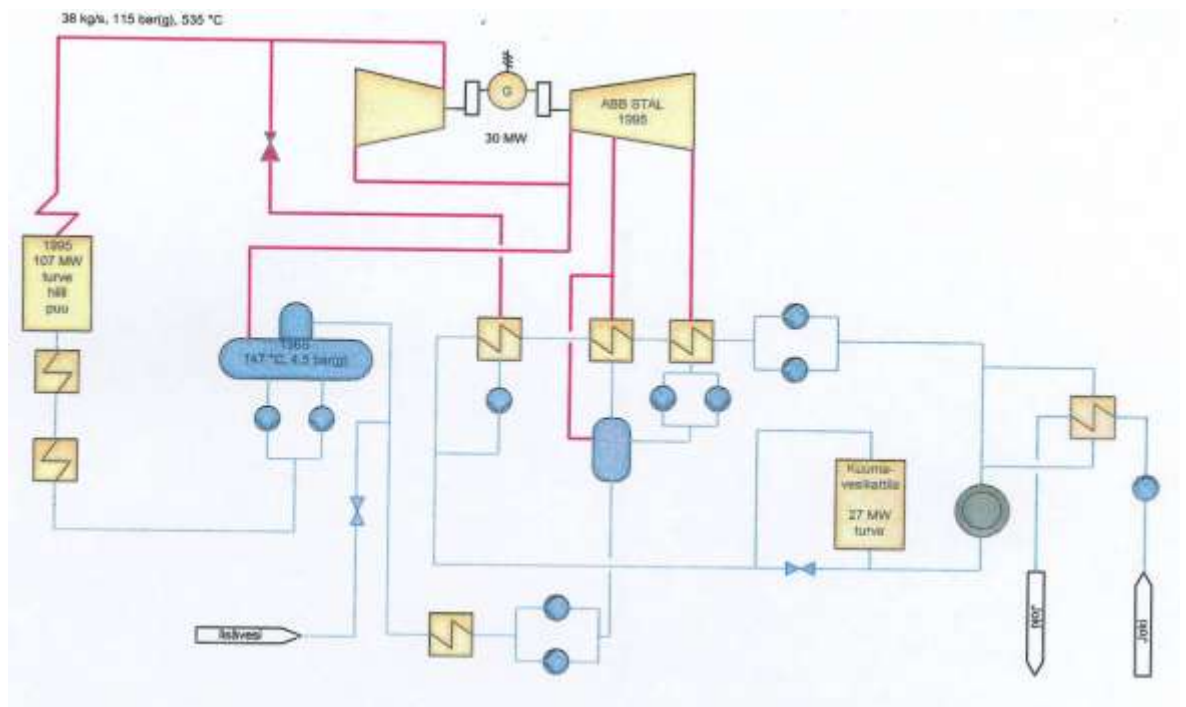 38 kg/s, 115 bar(g), 535 °C
G
30 MW
ABB STAL
1995
1995
107 MW
turve
hiili
puu
147 °C, 4.5 bar(g)
Kuuma-
vesikattila
27 MW
turve
lisävesi
Joki
Joki